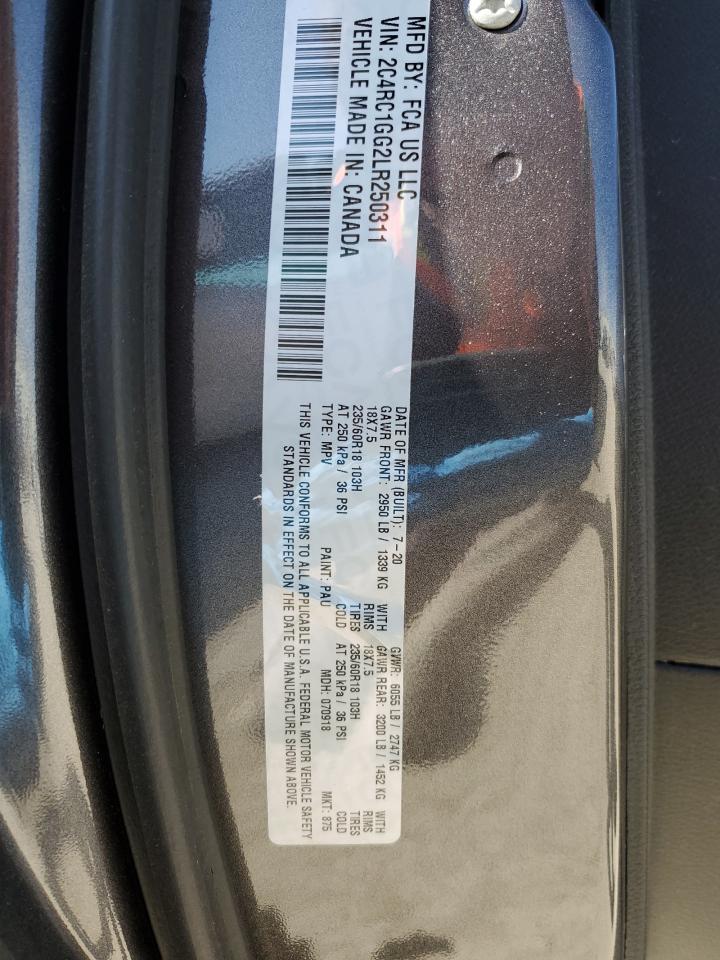 MFD BY: FCA US LLC
VIN: 2C4RC1GG2LR250311
VEHICLE MADE IN: CANADA
DATE OF MFR (BUILT): 7-20 GVWR: 6055 LB / 2747 KG
GAWR FRONT: 2950 LB / 1339 KG WITH GAWR REAR: 3200 LB / 1452 KG WITH
18X7.5 RIMS 18X7.5 RIMS
235/60R18 103H TIRES 235/60R18 103H TIRES
AT 250 kPa / 36 PSI COLD AT 250 kPa / 36 PSI COLD
TYPE: MPV PAINT: PAU MDH: 070918 MKT: 875
THIS VEHICLE CONFORMS TO ALL APPLICABLE U.S.A. FEDERAL MOTOR VEHICLE SAFETY
STANDARDS IN EFFECT ON THE DATE OF MANUFACTURE SHOWN ABOVE.